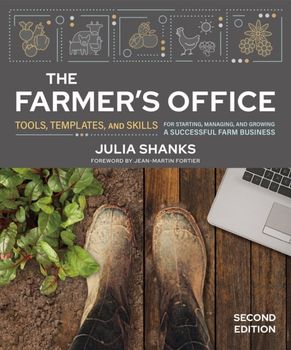 THE
FARMER'S OFFICE
TOOLS, TEMPLATES, AND SKILLS
FOR STARTING, MANAGING, AND GROWING
A SUCCESSFUL FARM BUSINESS
JULIA SHANKS
FOREWORD BY JEAN-MARTIN FORTIER
SECOND
EDITION